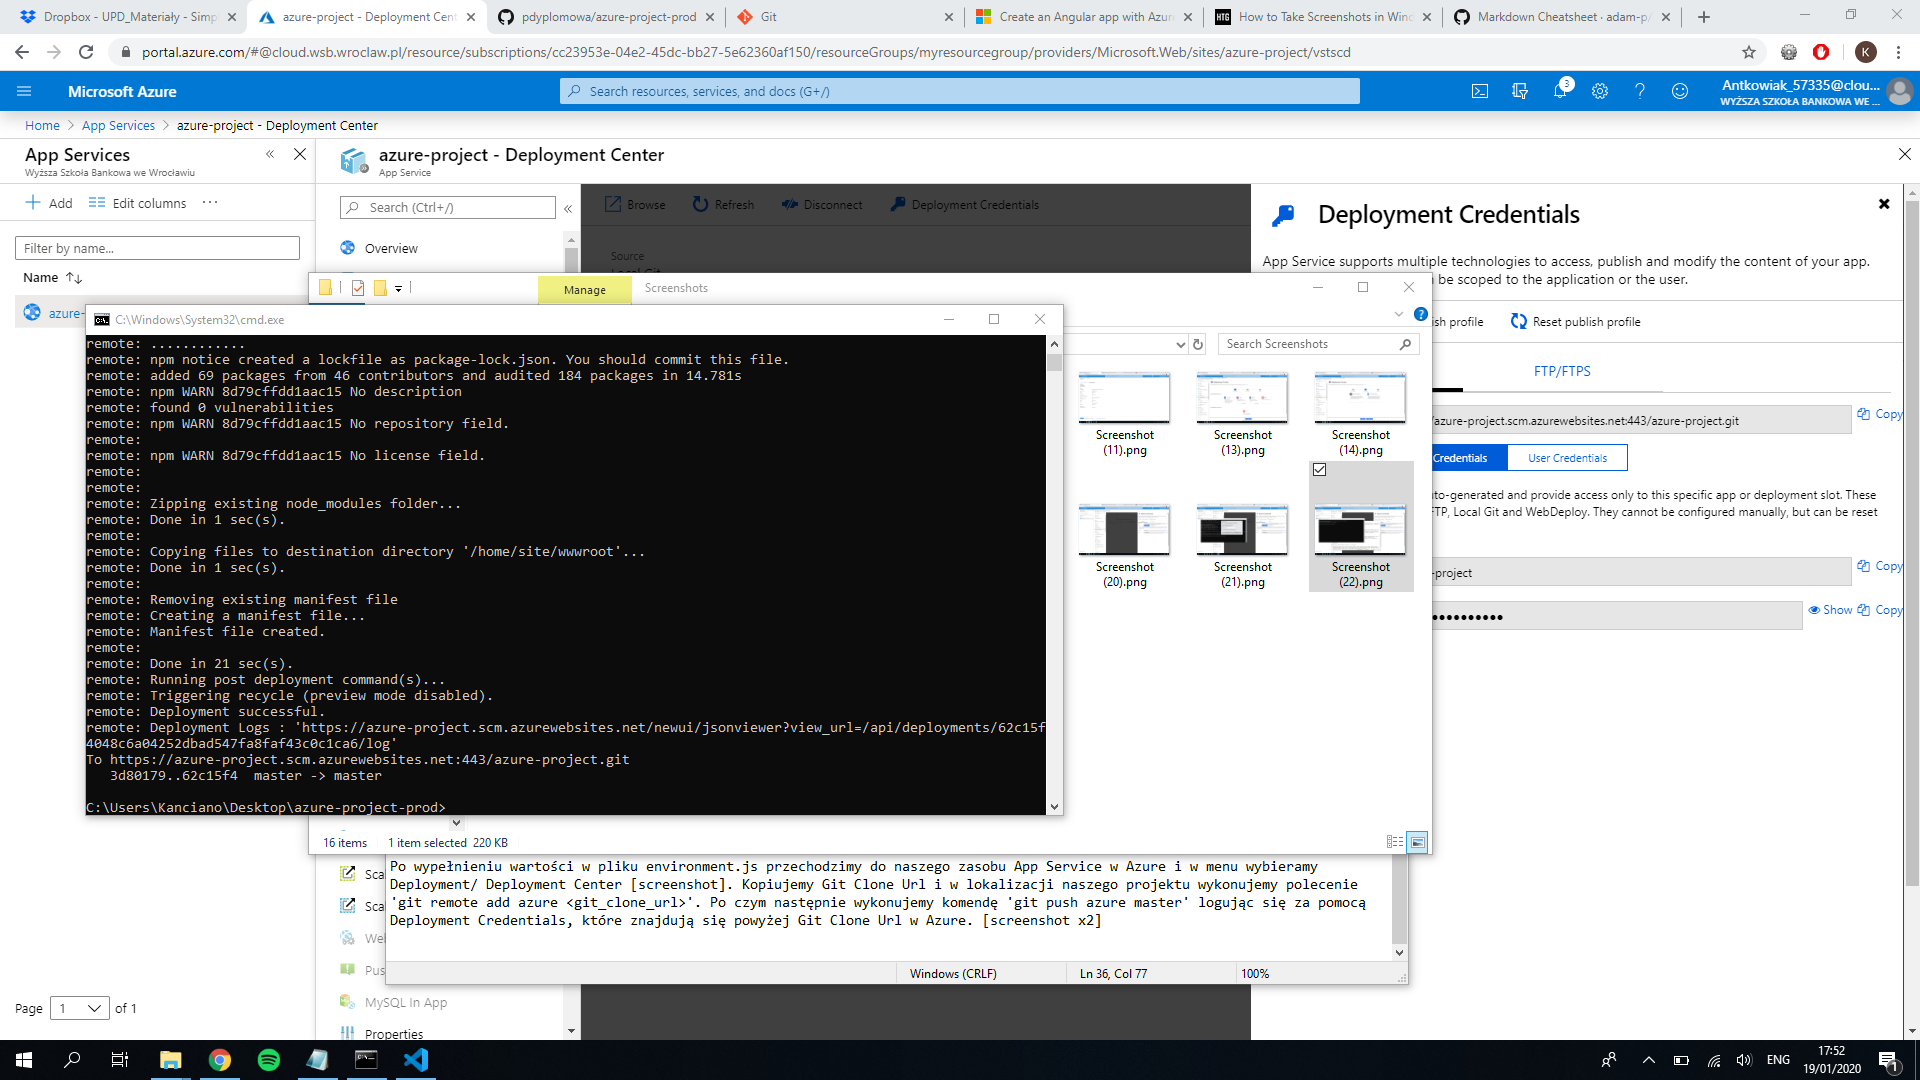 Dropbox - UPD_Materiały - Simp
azure-project - Deployment Cent
pdyplomowa/azure-project-prod
Git
Create an Angular app with Azur
How to Take Screenshots in Wind
Markdown Cheatsheet · adam-p/
portal.azure.com/#@cloud.wsb.wroclaw.pl/resource/subscriptions/cc23953e-04e2-45dc-bb27-5e62360af150/resourceGroups/myresourcegroup/providers/Microsoft.Web/sites/azure-project/vstscd
K
Microsoft Azure
Search resources, services, and docs (G+/)
3
Antkowiak_57335@clou...
WYŻSZA SZKOŁA BANKOWA WE ...
Home > App Services > azure-project - Deployment Center
App Services
Wyższa Szkoła Bankowa we Wrocławiu
azure-project - Deployment Center
App Service
Add
Edit columns
Search (Ctrl+/)
Browse
Refresh
Disconnect
Deployment Credentials
Deployment Credentials
Filter by name...
Overview
Source
Local Git
App Service supports multiple technologies to access, publish and modify the content of your app.
be scoped to the application or the user.
Name
azure-
Manage
Screenshots
ish profile
Reset publish profile
C:\Windows\System32\cmd.exe
Search Screenshots
FTP/FTPS
remote: ............
remote: npm notice created a lockfile as package-lock.json. You should commit this file.
remote: added 69 packages from 46 contributors and audited 184 packages in 14.781s
remote: npm WARN 8d79cffdd1aac15 No description
remote: found 0 vulnerabilities
remote: npm WARN 8d79cffdd1aac15 No repository field.
remote:
remote: npm WARN 8d79cffdd1aac15 No license field.
remote:
remote:
remote: Zipping existing node_modules folder...
remote: Done in 1 sec(s).
remote:
remote: Copying files to destination directory '/home/site/wwwroot'...
remote: Done in 1 sec(s).
remote:
remote: Removing existing manifest file
remote: Creating a manifest file...
remote: Manifest file created.
remote:
remote: Done in 21 sec(s).
remote: Running post deployment command(s)...
remote: Triggering recycle (preview mode disabled).
remote: Deployment successful.
remote: Deployment Logs : 'https://azure-project.scm.azurewebsites.net/newui/jsonviewer?view_url=/api/deployments/62c15f
4048c6a04252dbad547fa8faf43c0c1ca6/log'
To https://azure-project.scm.azurewebsites.net:443/azure-project.git
3d80179..62c15f4 master -> master
C:\Users\Kanciano\Desktop\azure-project-prod>
Screenshot (11).png
Screenshot (13).png
Screenshot (14).png
Screenshot (20).png
Screenshot (21).png
Screenshot (22).png
/azure-project.scm.azurewebsites.net:443/azure-project.git
Copy
Credentials
User Credentials
uto-generated and provide access only to this specific app or deployment slot. These
FTP, Local Git and WebDeploy. They cannot be configured manually, but can be reset
-project
Copy
Show
Copy
16 items
1 item selected 220 KB
Sca
Sca
Web
Pus
MySQL In App
Properties
Po wypełnieniu wartości w pliku environment.js przechodzimy do naszego zasobu App Service w Azure i w menu wybieramy
Deployment/ Deployment Center [screenshot]. Kopiujemy Git Clone Url i w lokalizacji naszego projektu wykonujemy polecenie
'git remote add azure <git_clone_url>'. Po czym następnie wykonujemy komendę 'git push azure master' logując się za pomocą
Deployment Credentials, które znajdują się powyżej Git Clone Url w Azure. [screenshot x2]
Windows (CRLF)
Ln 36, Col 77
100%
Page 1 of 1
ENG
17:52
19/01/2020
1